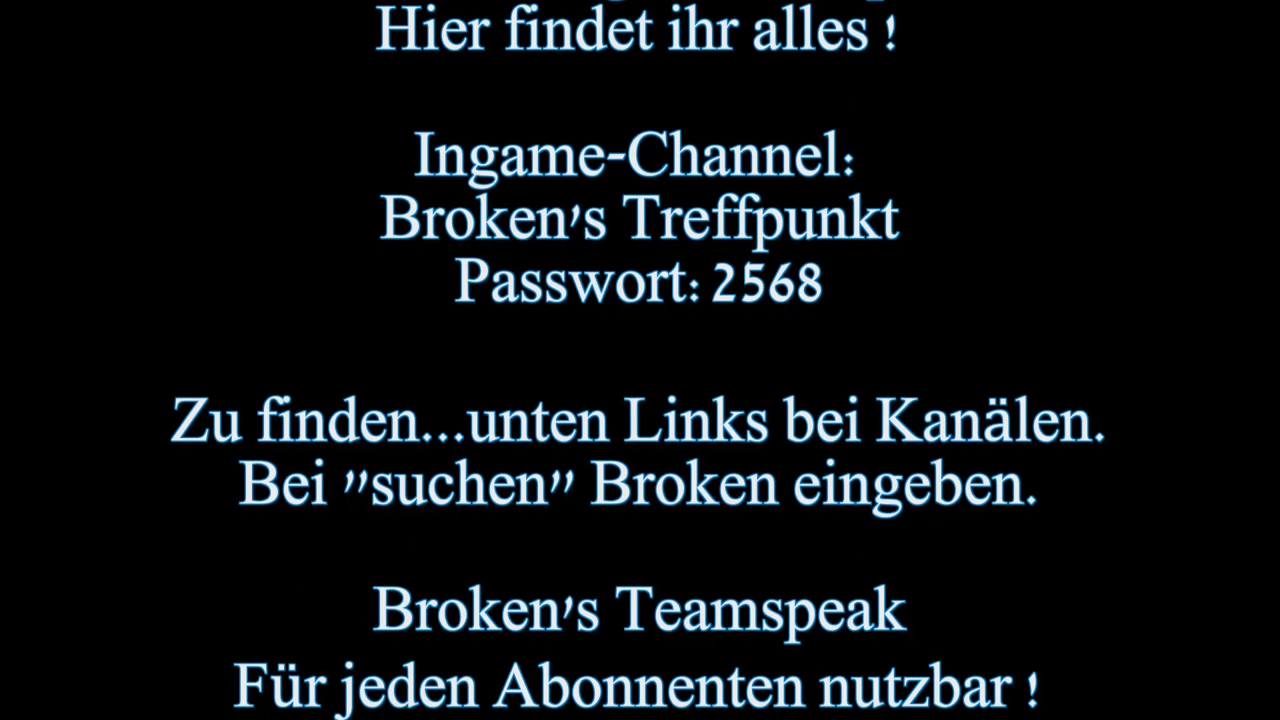 Hier findet ihr alles !
Ingame-Channel:
Broken's Treffpunkt
Passwort: 2568
Zu finden...unten Links bei Kanälen.
Bei "suchen" Broken eingeben.
Broken's Teamspeak
Für jeden Abonnenten nutzbar !